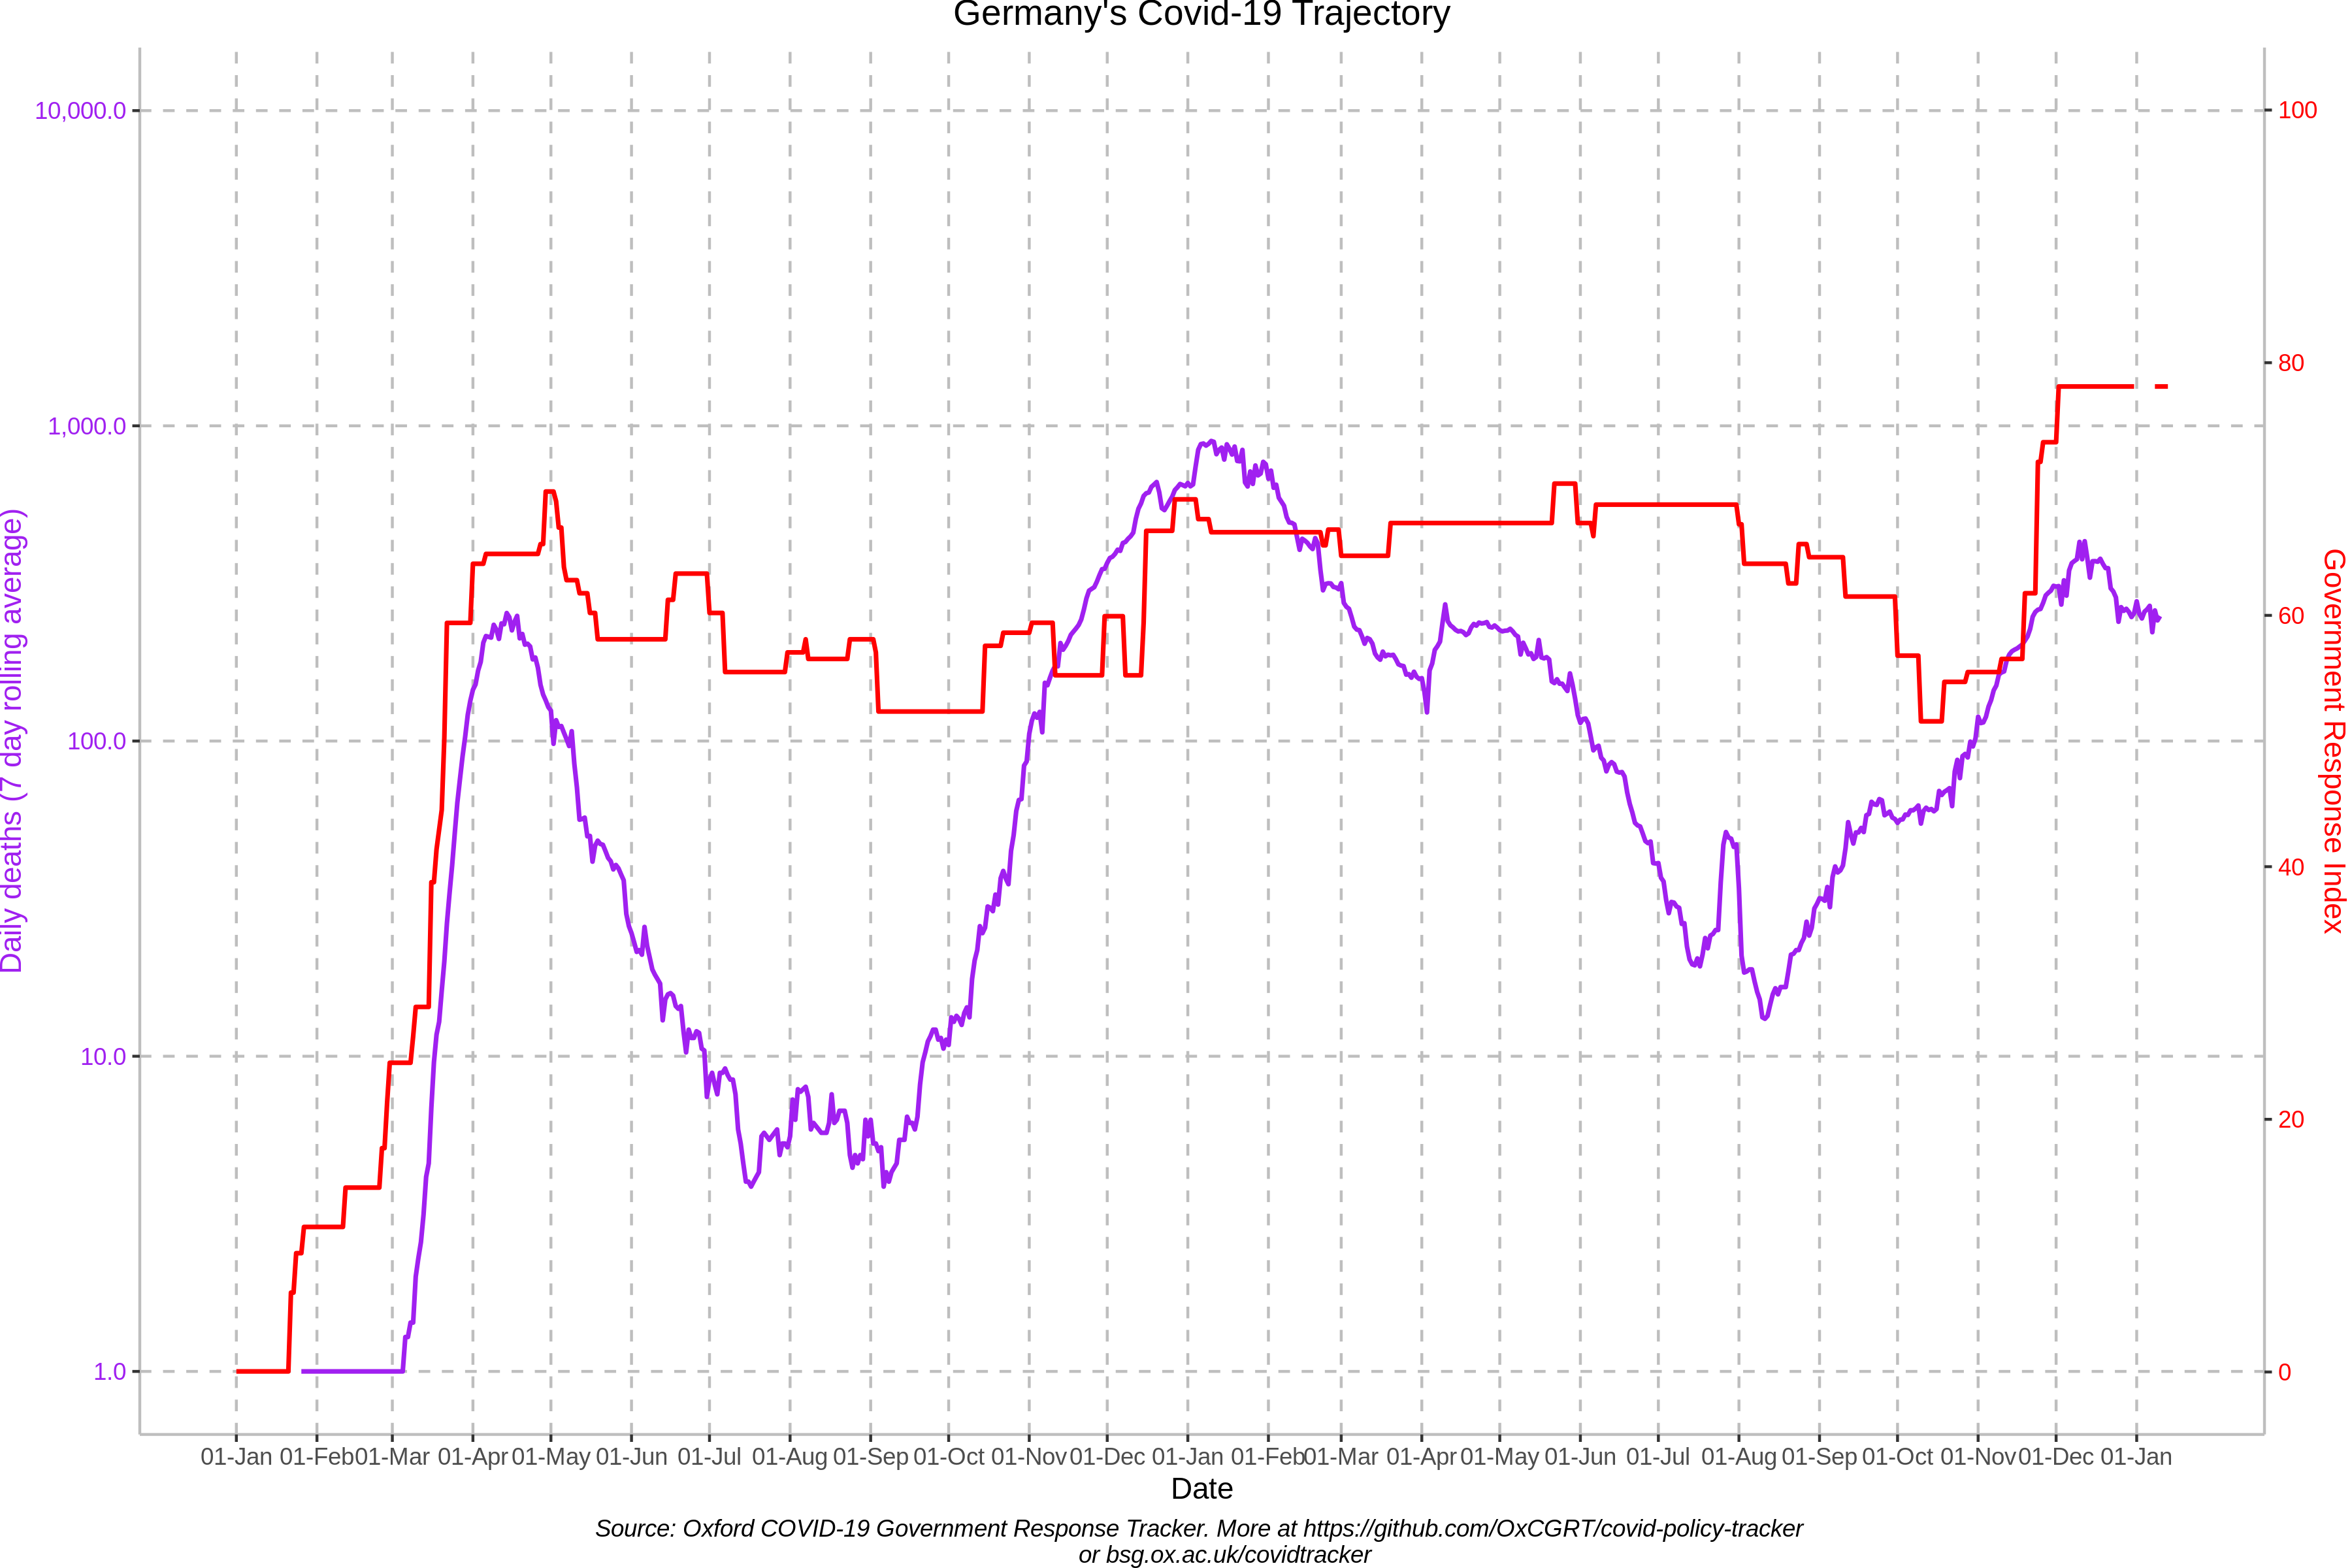 Germany's Covid-19 Trajectory
10,000.0
1,000.0
100.0
10.0
1.0
Daily deaths (7 day rolling average)
100
80
60
40
20
0
Government Response Index
01-Jan 01-Feb 01-Mar 01-Apr 01-May 01-Jun 01-Jul 01-Aug 01-Sep 01-Oct 01-Nov 01-Dec 01-Jan 01-Feb 01-Mar 01-Apr 01-May 01-Jun 01-Jul 01-Aug 01-Sep 01-Oct 01-Nov 01-Dec 01-Jan
Date
Source: Oxford COVID-19 Government Response Tracker. More at https://github.com/OxCGRT/covid-policy-tracker
or bsg.ox.ac.uk/covidtracker